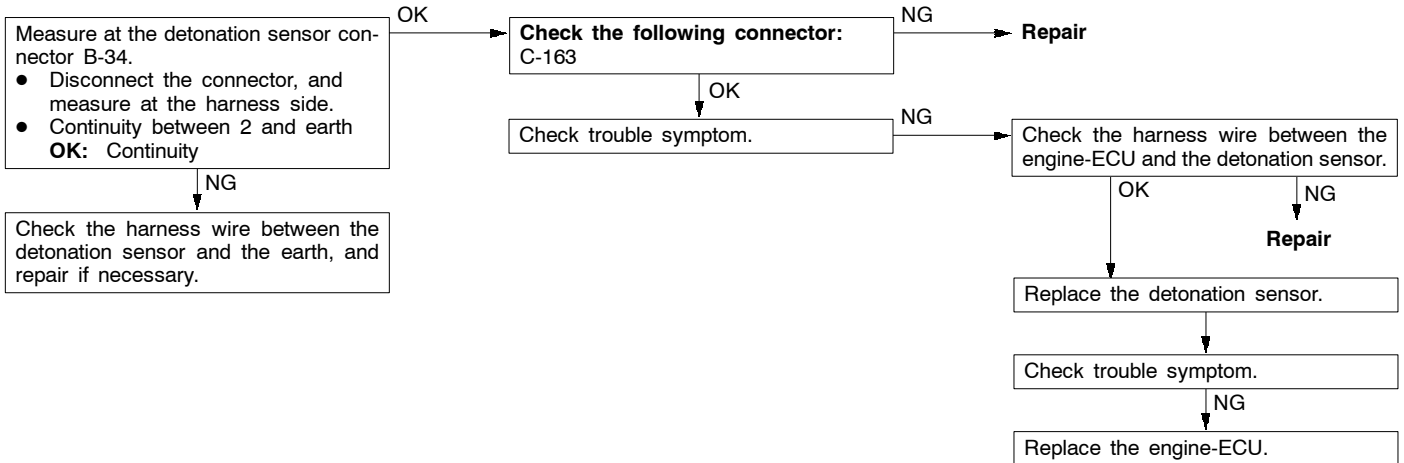 Measure at the detonation sensor con-
nector B-34.
● Disconnect the connector, and
measure at the harness side.
● Continuity between 2 and earth
OK: Continuity
OK
Check the following connector:
C-163
NG
Repair
OK
Check trouble symptom.
NG
Check the harness wire between the
engine-ECU and the detonation sensor.
NG
Check the harness wire between the
detonation sensor and the earth, and
repair if necessary.
OK
NG
Repair
Replace the detonation sensor.
Check trouble symptom.
NG
Replace the engine-ECU.